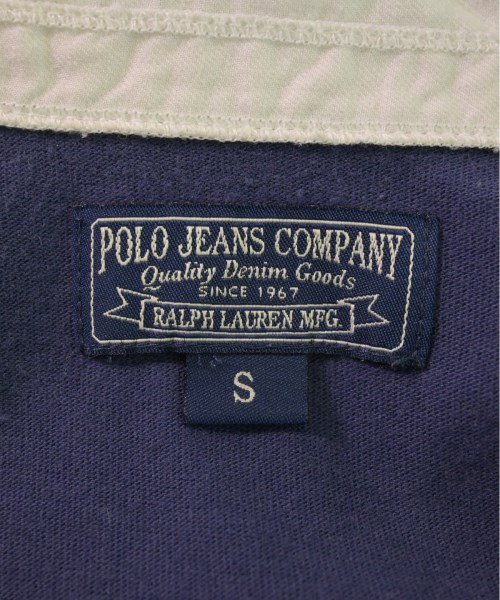 POLO JEANS COMPANY
Quality Denim Goods
SINCE 1967
RALPH LAUREN MFG.
S